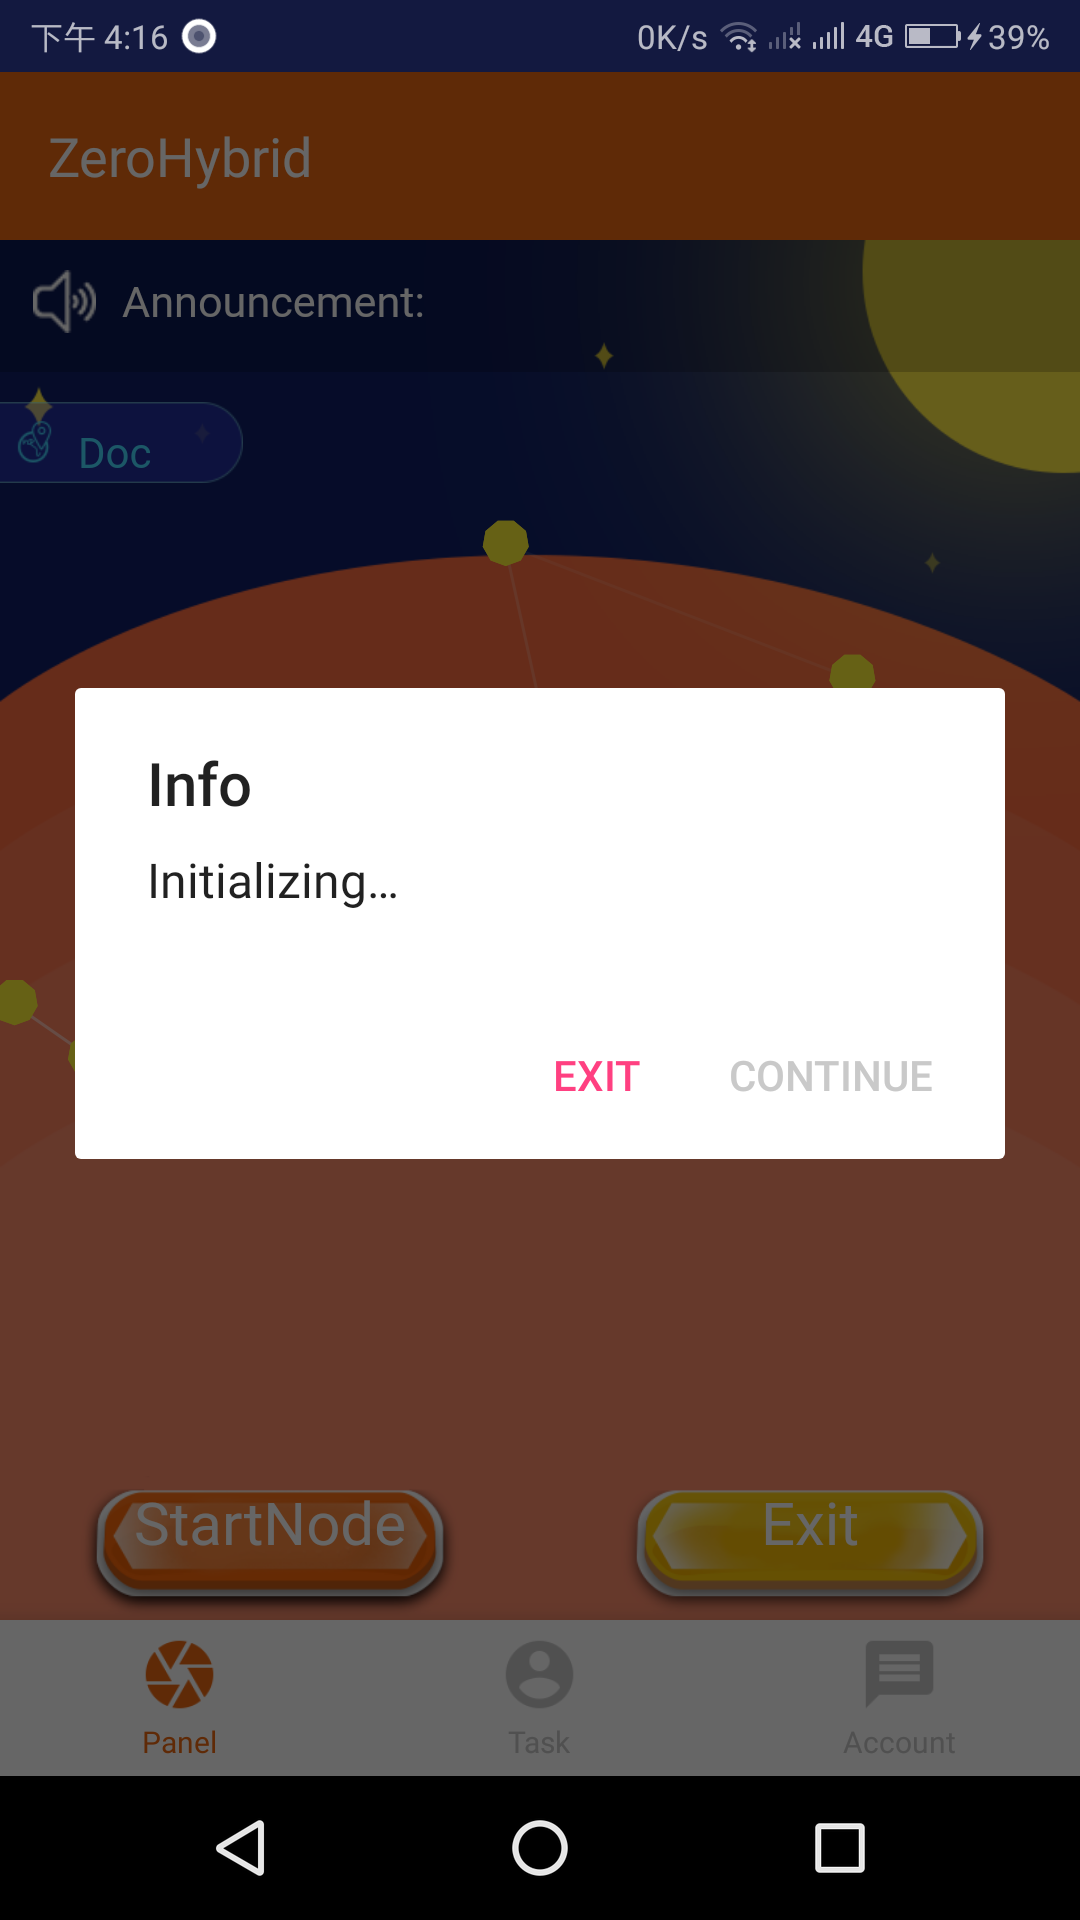 下午 4:16 0K/s 4G 39%
ZeroHybrid
Announcement:
Doc
Info
Initializing...
EXIT CONTINUE
StartNode Exit
Panel Task Account